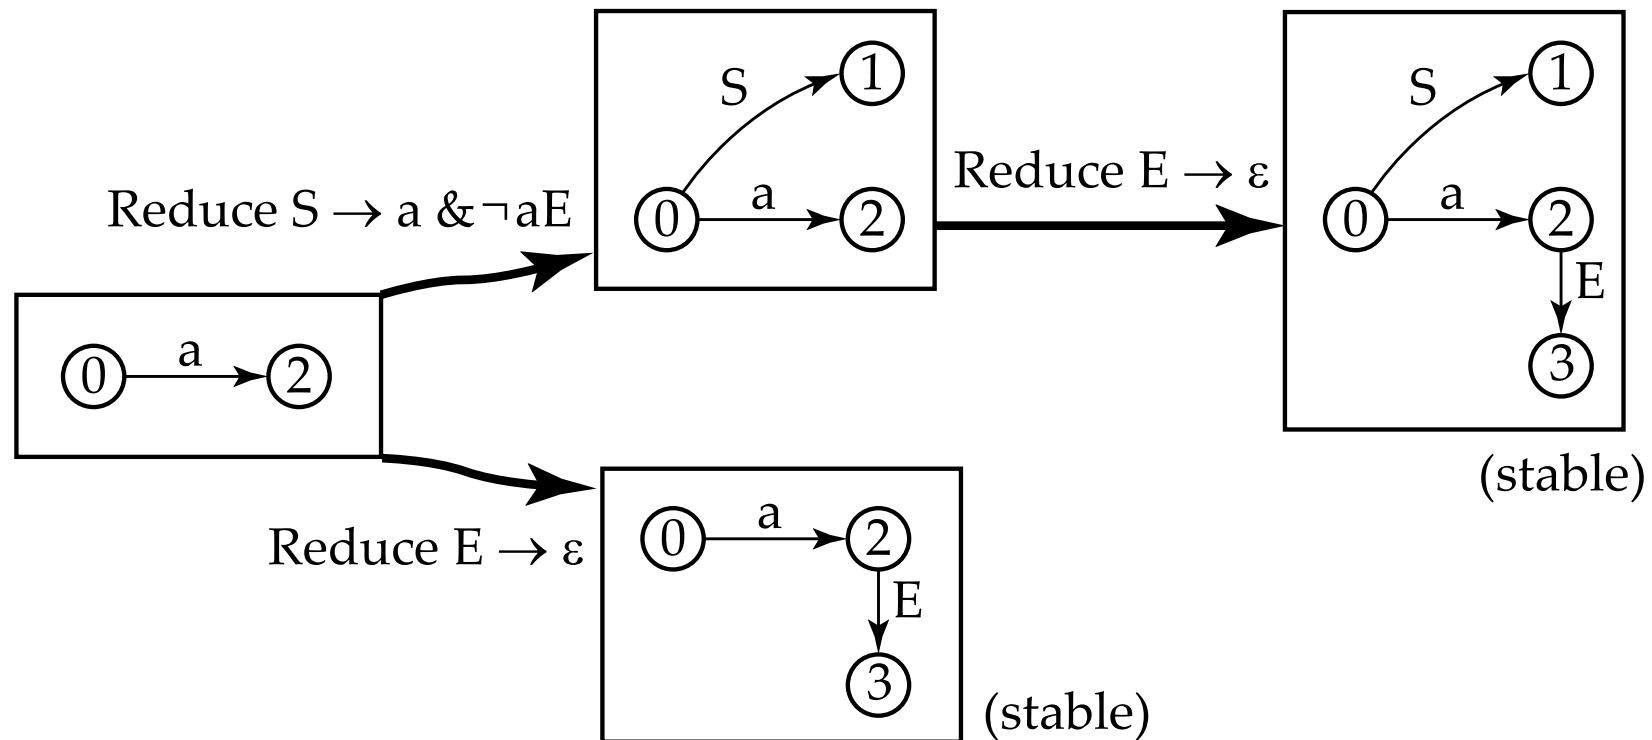 S
1
0
a
2
Reduce S → a &¬aE
Reduce E → ε
S
1
0
a
2
E
3
(stable)
0
a
2
Reduce E → ε
0
a
2
E
3
(stable)